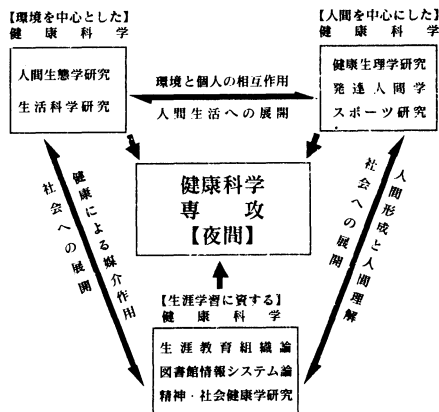 【環境を中心とした】
健康科学
人間生態学研究
生活科学研究
環境と個人の相互作用
人間生活への展開
【人間を中心にした】
健康科学
健康生理学研究
発達人間学
スポーツ研究
健康科学
専攻
【夜間】
健康による媒介作用
社会への展開
人間形成と人間理解
社会への展開
【生涯学習に資する】
健康科学
生涯教育組織論
図書館情報システム論
精神・社会健康学研究